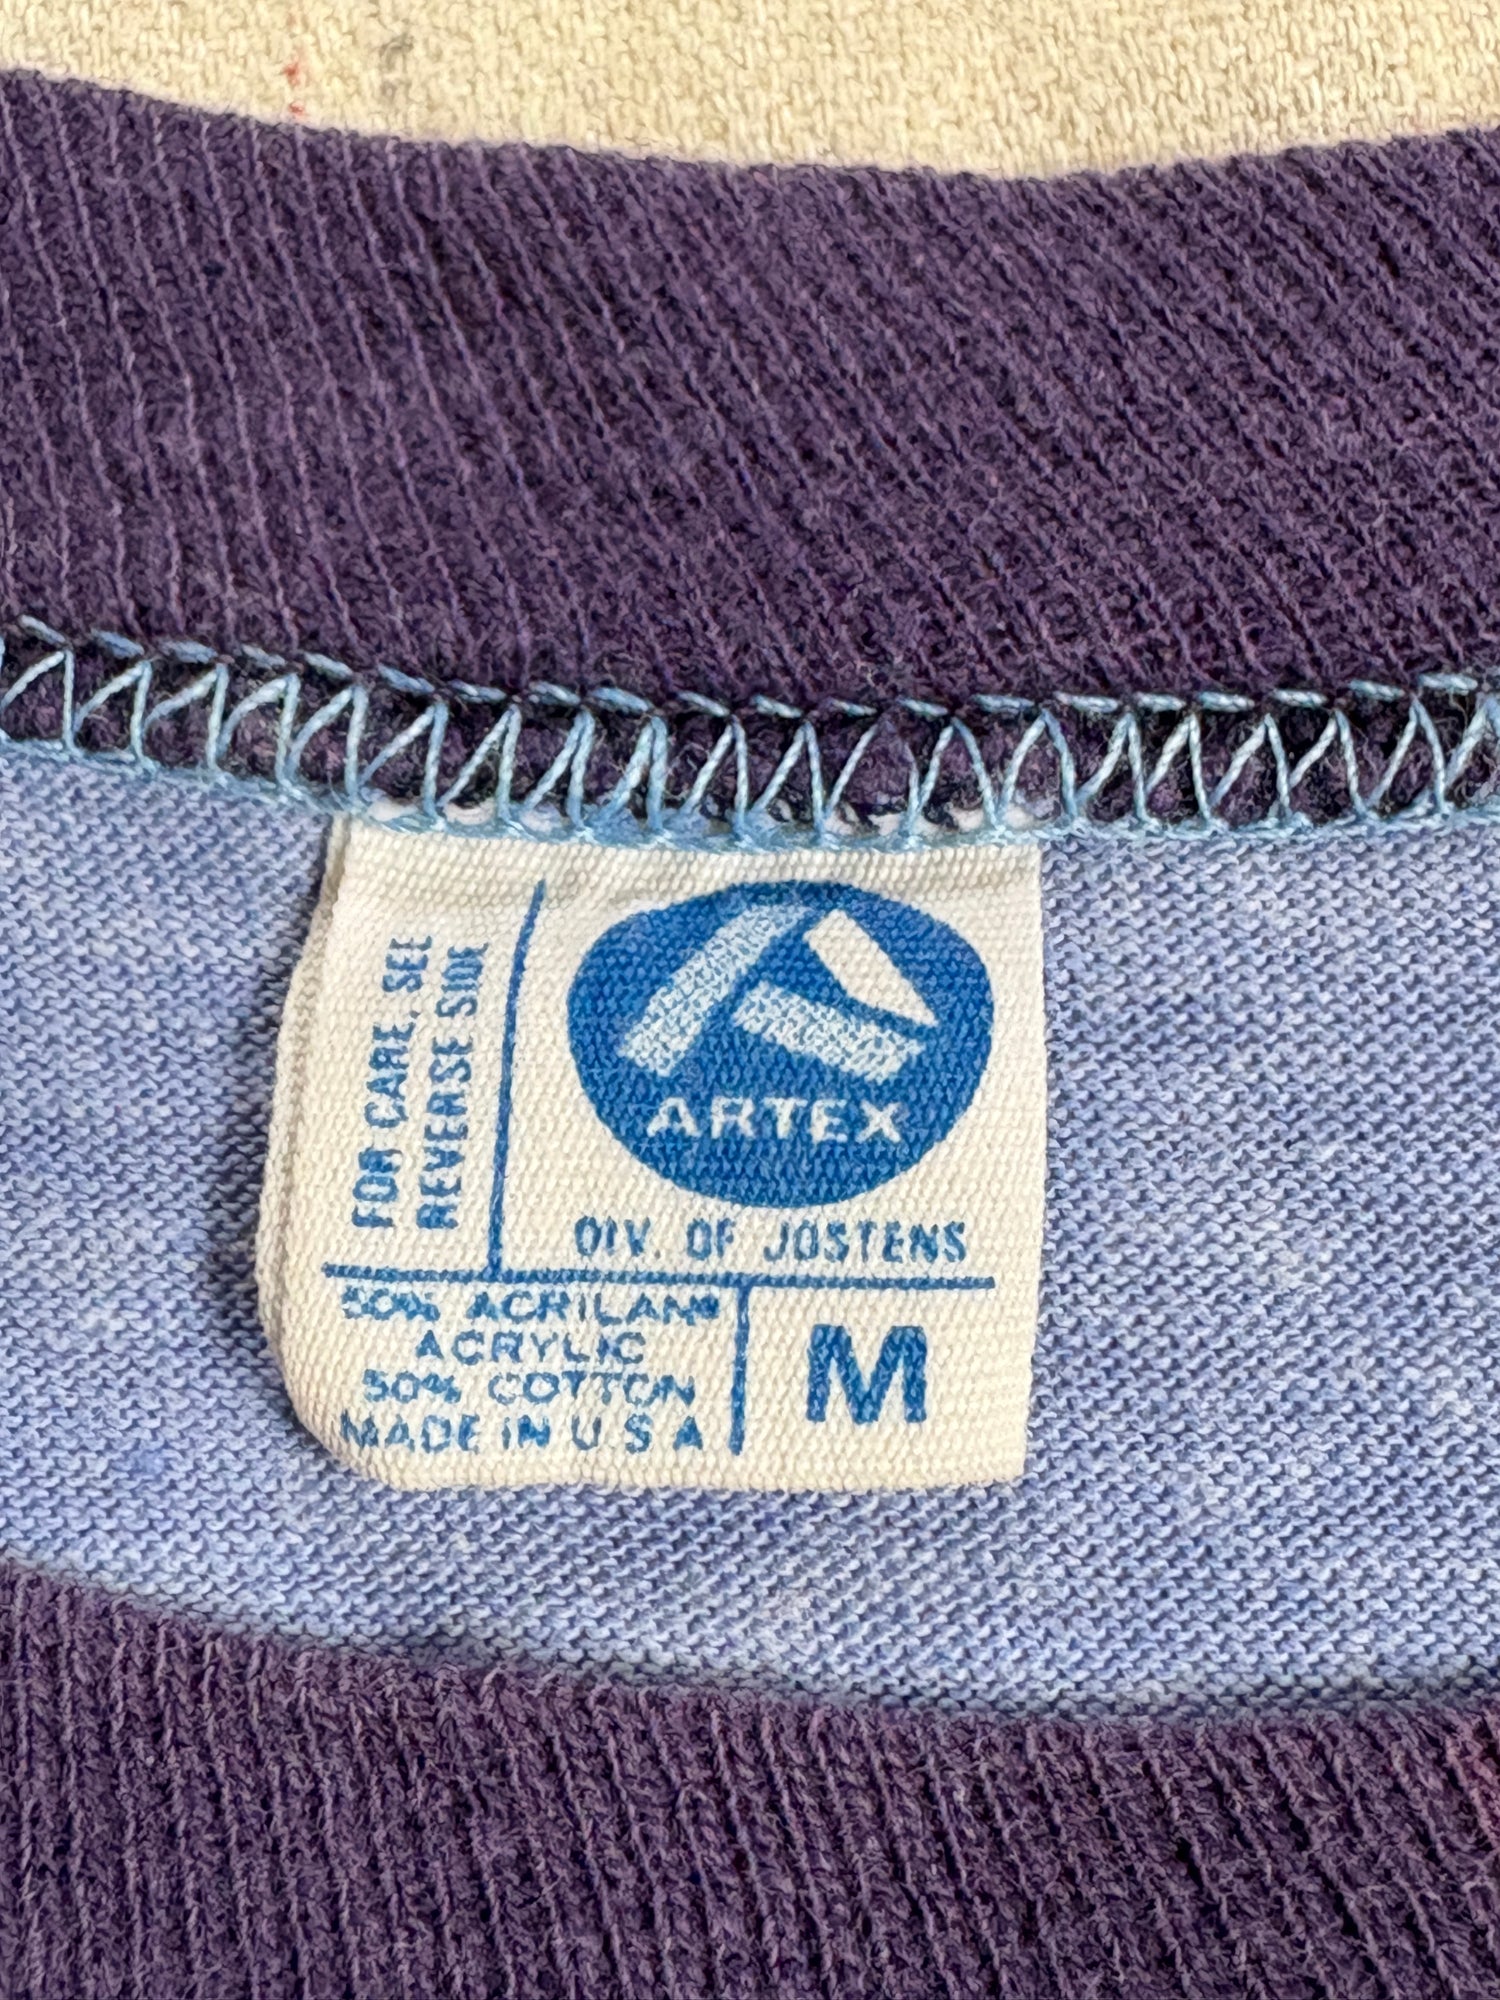 FOR CARE, SEE
REVERSE SIDE
ARTEX
DIV. OF JOSTENS
50% ACRILAN®
ACRYLIC
50% COTTON
MADE IN U S A
M